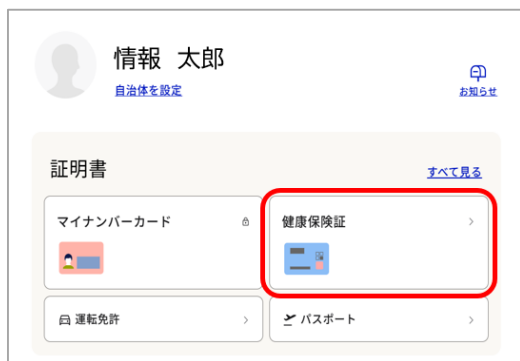 情報 太郎
自治体を設定
お知らせ
証明書
すべて見る
マイナンバーカード
健康保険証
運転免許
パスポート